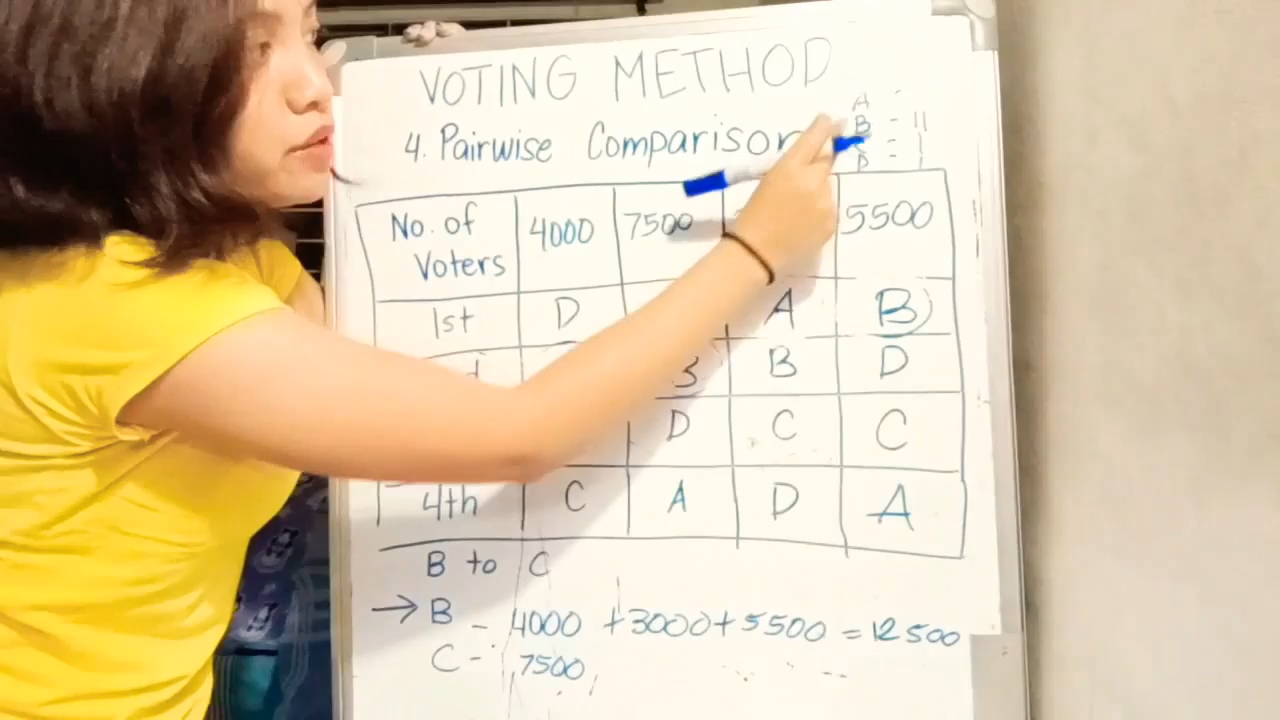 VOTING METHOD
4. Pairwise Comparison
A -
B - 11
-
D - 1
No. of Voters 4000 7500 5500
1st D A B
B D
D C C
4th C A D A
B to C
→ B - 4000 + 3000 + 5500 = 12500
C - 7500